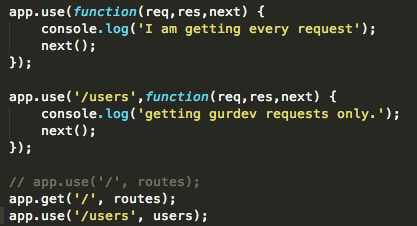 app.use(function(req,res,next) {
    console.log('I am getting every request');
    next();
});

app.use('/users',function(req,res,next) {
    console.log('getting gurdev requests only.');
    next();
});

// app.use('/', routes);
app.get('/', routes);
app.use('/users', users);